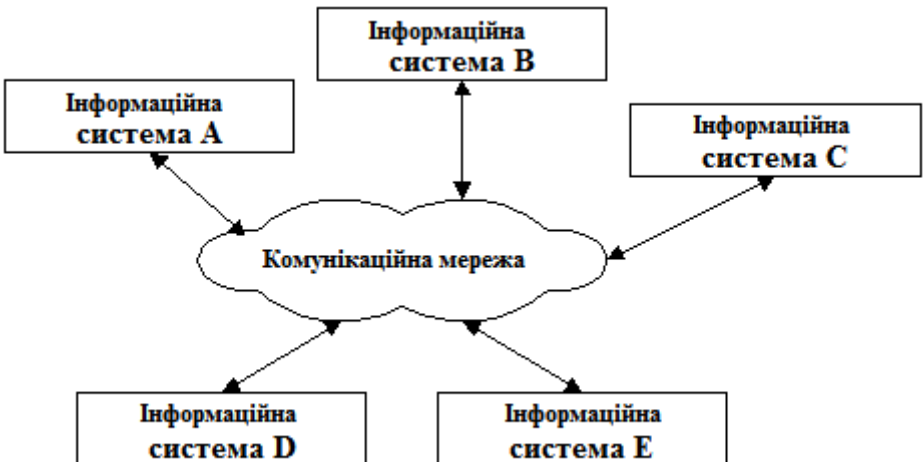 Інформаційна
система B
Інформаційна
система A
Інформаційна
система C
Комунікаційна мережа
Інформаційна
система D
Інформаційна
система E